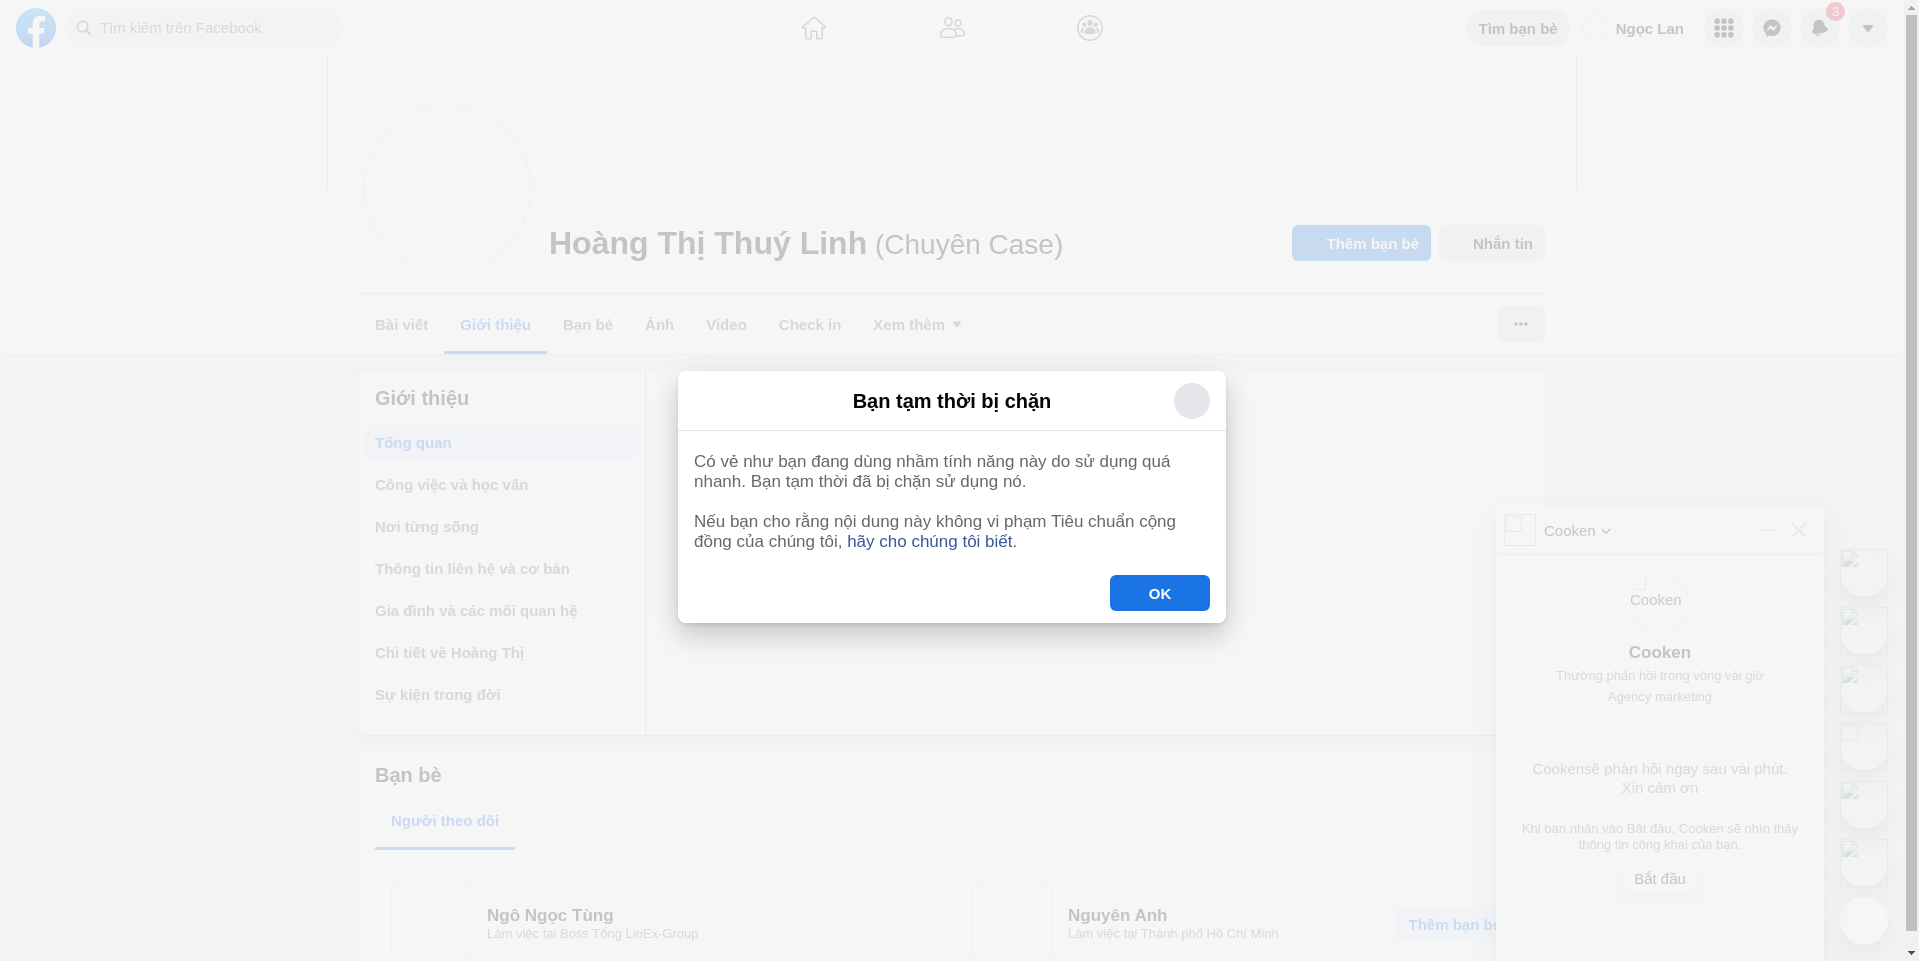 Tìm kiếm trên Facebook
Tìm bạn bè
Ngọc Lan
3
Hoàng Thị Thuý Linh (Chuyên Case)
Thêm bạn bè
Nhắn tin
Bài viết
Giới thiệu
Bạn bè
Ảnh
Video
Check in
Xem thêm
Giới thiệu
Tổng quan
Công việc và học vấn
Nơi từng sống
Thông tin liên hệ và cơ bản
Gia đình và các mối quan hệ
Chi tiết về Hoàng Thị
Sự kiện trong đời
Bạn tạm thời bị chặn
Có vẻ như bạn đang dùng nhầm tính năng này do sử dụng quá
nhanh. Bạn tạm thời đã bị chặn sử dụng nó.
Nếu bạn cho rằng nội dung này không vi phạm Tiêu chuẩn cộng
đồng của chúng tôi, hãy cho chúng tôi biết.
OK
Bạn bè
Người theo dõi
Ngô Ngọc Tùng
Làm việc tại Boss Tổng LioEx-Group
Nguyên Anh
Làm việc tại Thành phố Hồ Chí Minh
Thêm bạn bè
Cooken
Cooken
Cooken
Thường phản hồi trong vòng vài giờ
Agency marketing
Cookensẽ phản hồi ngay sau vài phút.
Xin cảm ơn
Khi bạn nhấn vào Bắt đầu, Cooken sẽ nhìn thấy
thông tin công khai của bạn.
Bắt đầu